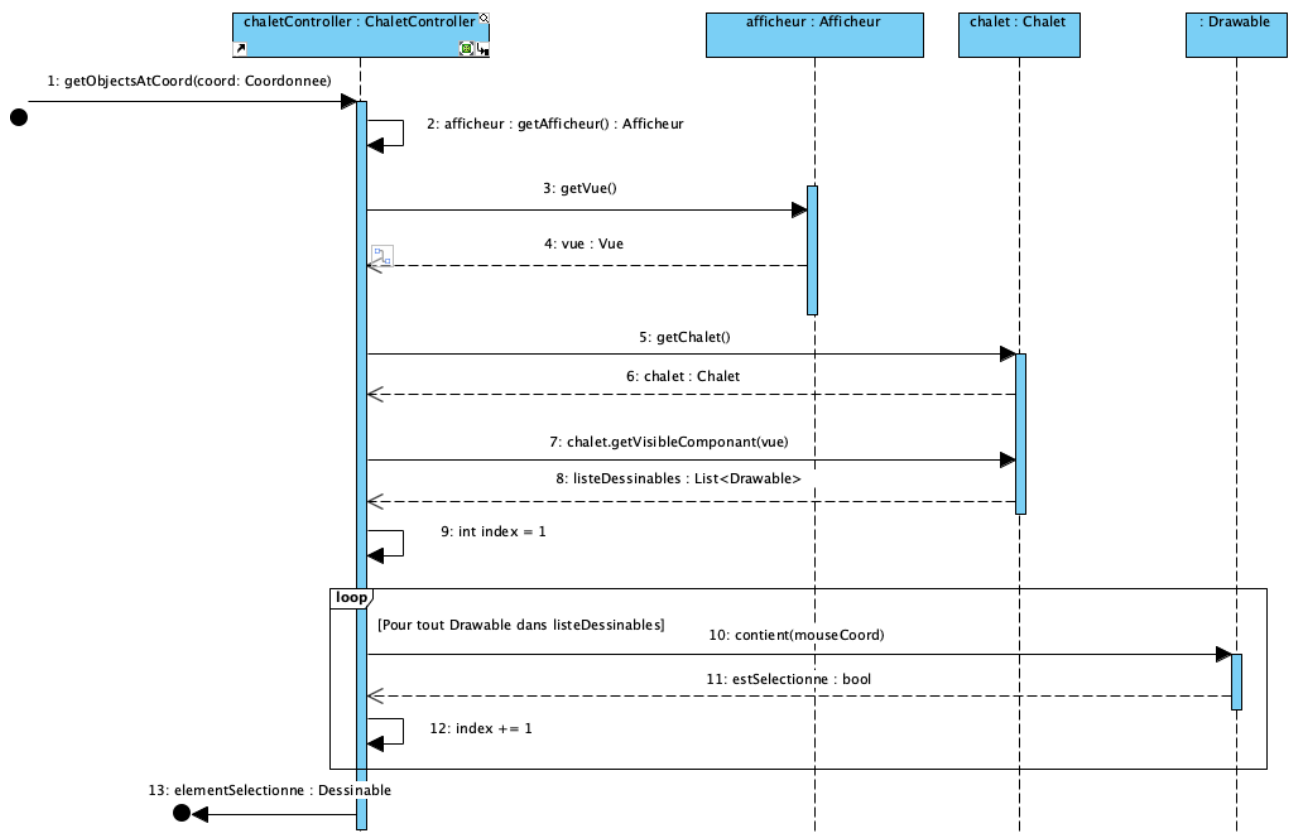 chaletController : ChaletController
afficheur : Afficheur
chalet : Chalet
: Drawable
1: getObjectsAtCoord(coord: Coordonnee)
2: afficheur : getAfficheur() : Afficheur
3: getVue()
4: vue : Vue
5: getChalet()
6: chalet : Chalet
7: chalet.getVisibleComponant(vue)
8: listeDessinables : List<Drawable>
9: int index = 1
loop
[Pour tout Drawable dans listeDessinables]
10: contient(mouseCoord)
11: estSelectionne : bool
12: index += 1
13: elementSelectionne : Dessinable